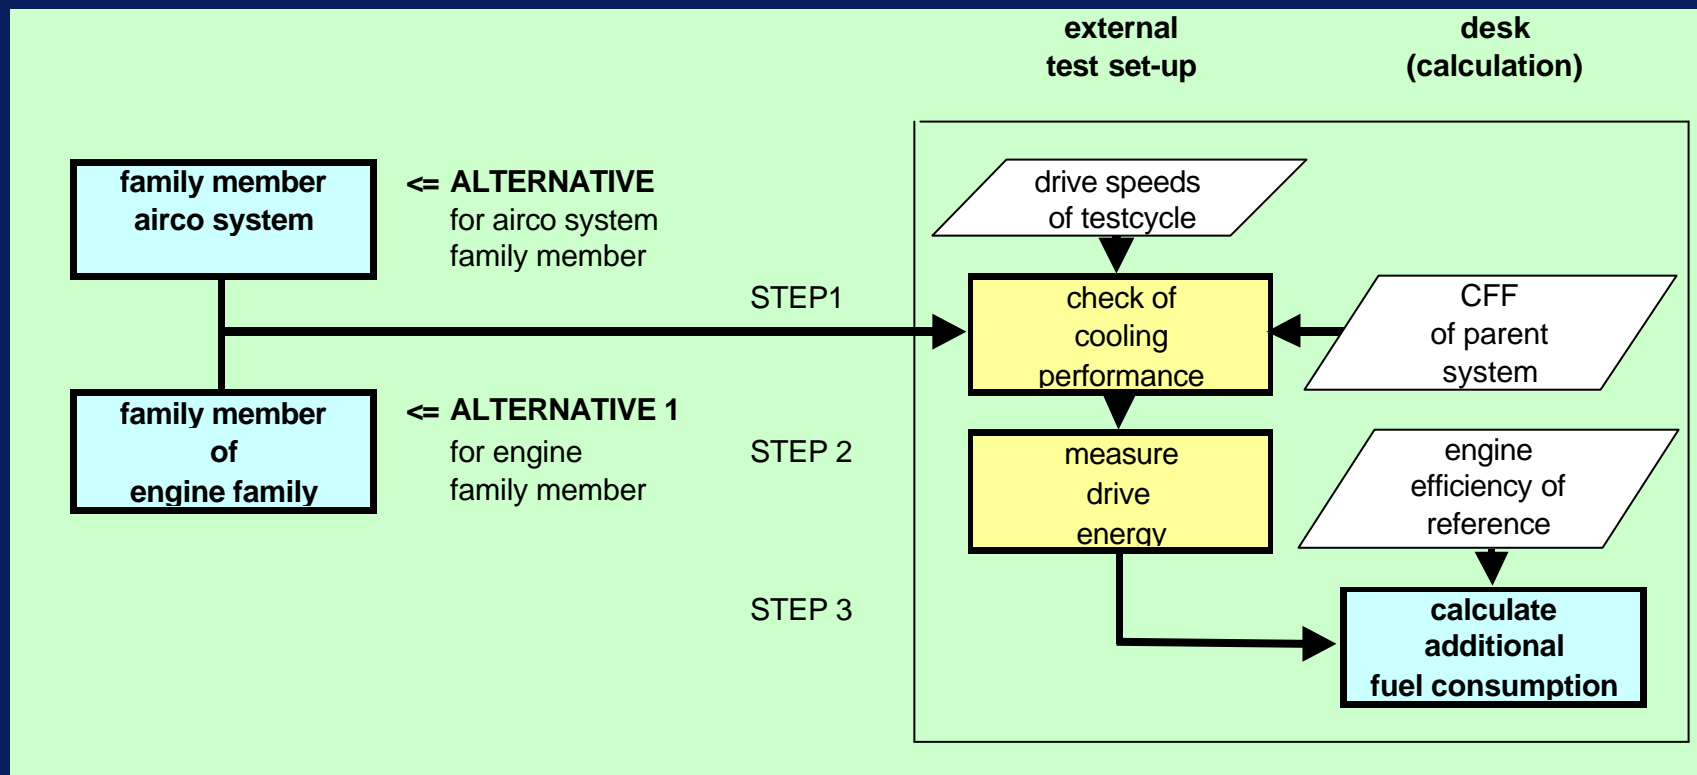 external
test set-up
desk
(calculation)
family member
airco system
<= ALTERNATIVE
for airco system
family member
drive speeds
of testcycle
STEP1
check of
cooling
performance
CFF
of parent
system
family member
of
engine family
<= ALTERNATIVE 1
for engine
family member
STEP 2
measure
drive
energy
engine
efficiency of
reference
STEP 3
calculate
additional
fuel consumption